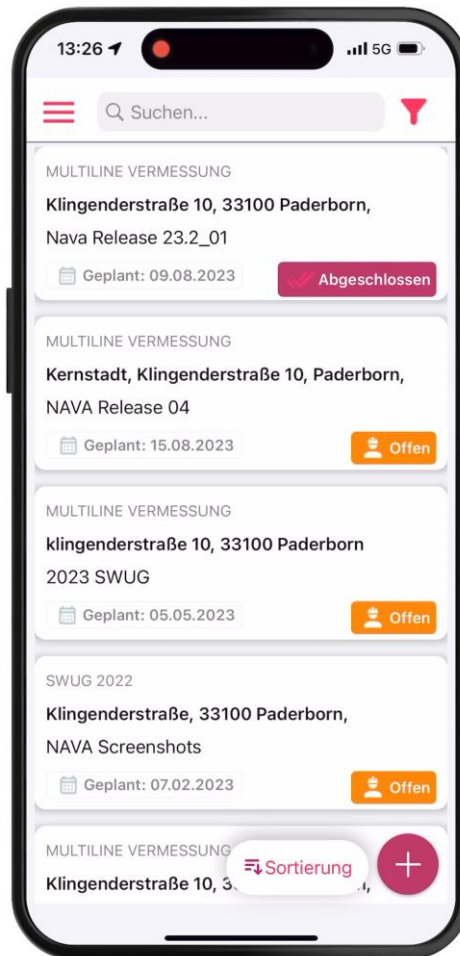 13:26
5G
Suchen...
MULTILINE VERMESSUNG
Klingenderstraße 10, 33100 Paderborn,
Nava Release 23.2_01
Geplant: 09.08.2023
Abgeschlossen
MULTILINE VERMESSUNG
Kernstadt, Klingenderstraße 10, Paderborn,
NAVA Release 04
Geplant: 15.08.2023
Offen
MULTILINE VERMESSUNG
klingenderstraße 10, 33100 Paderborn
2023 SWUG
Geplant: 05.05.2023
Offen
SWUG 2022
Klingenderstraße, 33100 Paderborn,
NAVA Screenshots
Geplant: 07.02.2023
Offen
MULTILINE VERMESSUNG
Klingenderstraße 10,
Sortierung